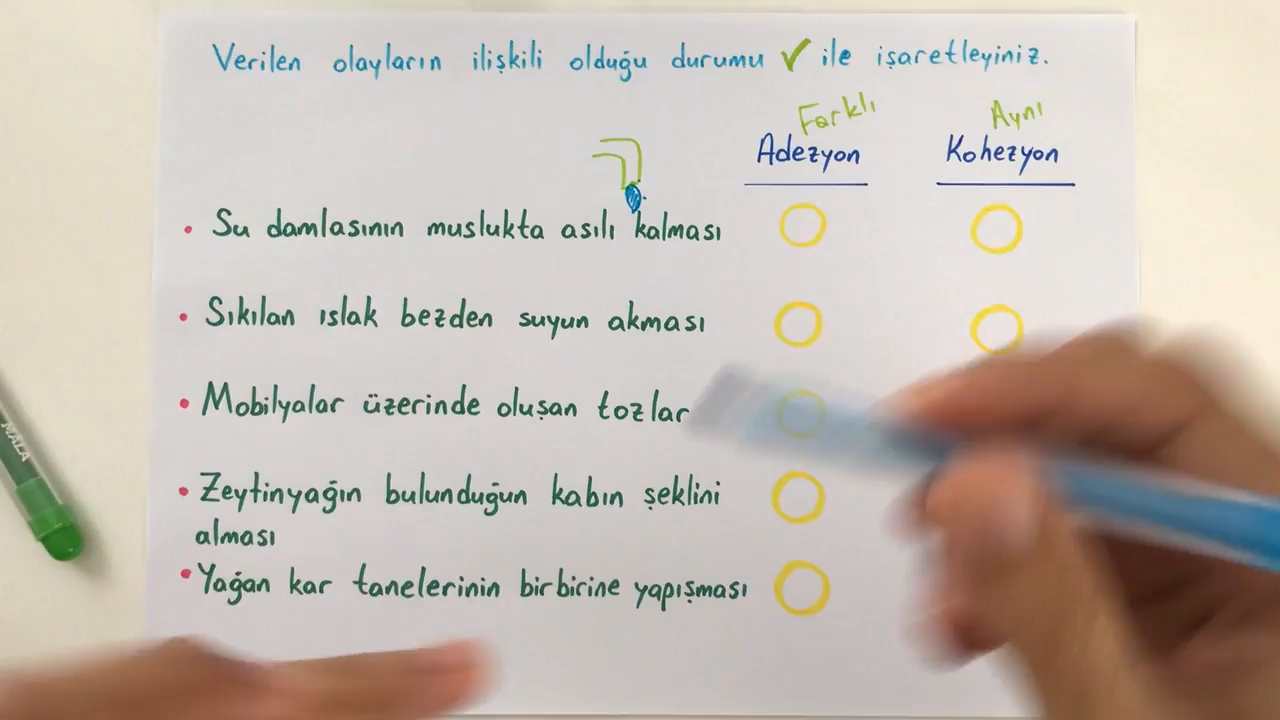 Verilen olayların ilişkili olduğu durumu ✓ ile işaretleyiniz.
Farklı Aynı
Adezyon Kohezyon
• Su damlasının muslukta asılı kalması
• Sıkılan ıslak bezden suyun akması
• Mobilyalar üzerinde oluşan tozlar
• Zeytinyağın bulunduğun kabın şeklini
alması
• Yağan kar tanelerinin birbirine yapışması
MALA